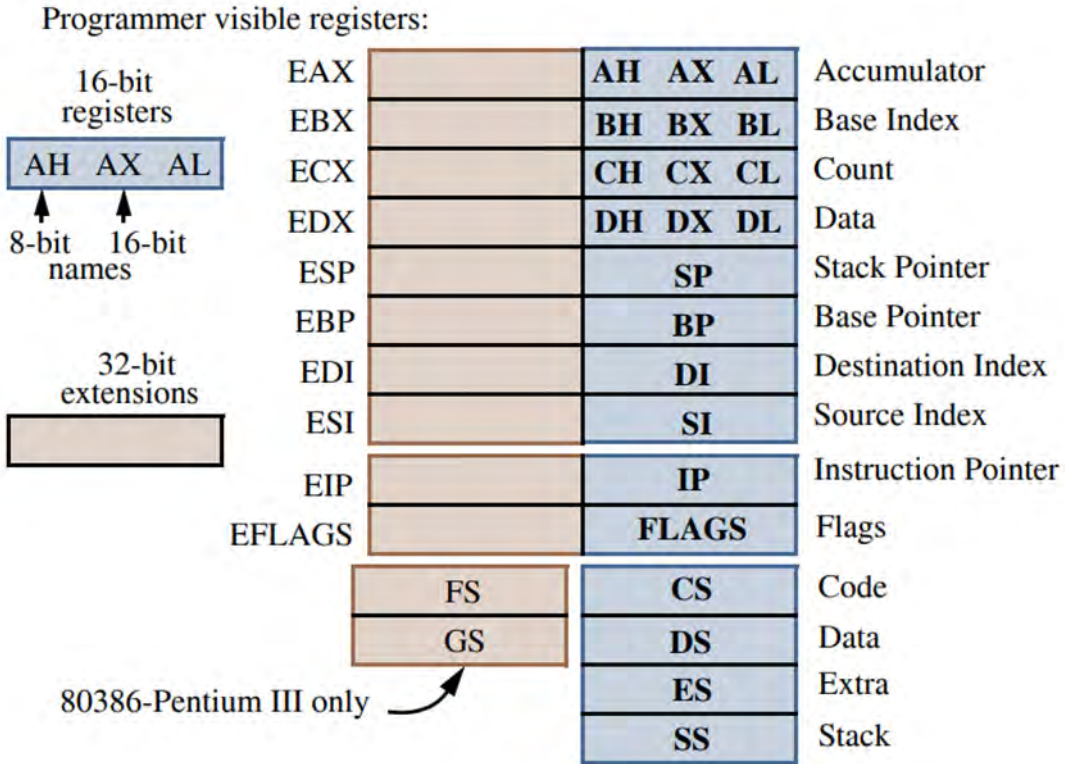 Programmer visible registers:
16-bit
registers
AH AX AL
8-bit 16-bit
names
32-bit
extensions
EAX AH AX AL Accumulator
EBX BH BX BL Base Index
ECX CH CX CL Count
EDX DH DX DL Data
ESP SP Stack Pointer
EBP BP Base Pointer
EDI DI Destination Index
ESI SI Source Index
EIP IP Instruction Pointer
EFLAGS FLAGS Flags
FS CS Code
GS DS Data
ES Extra
SS Stack
80386-Pentium III only